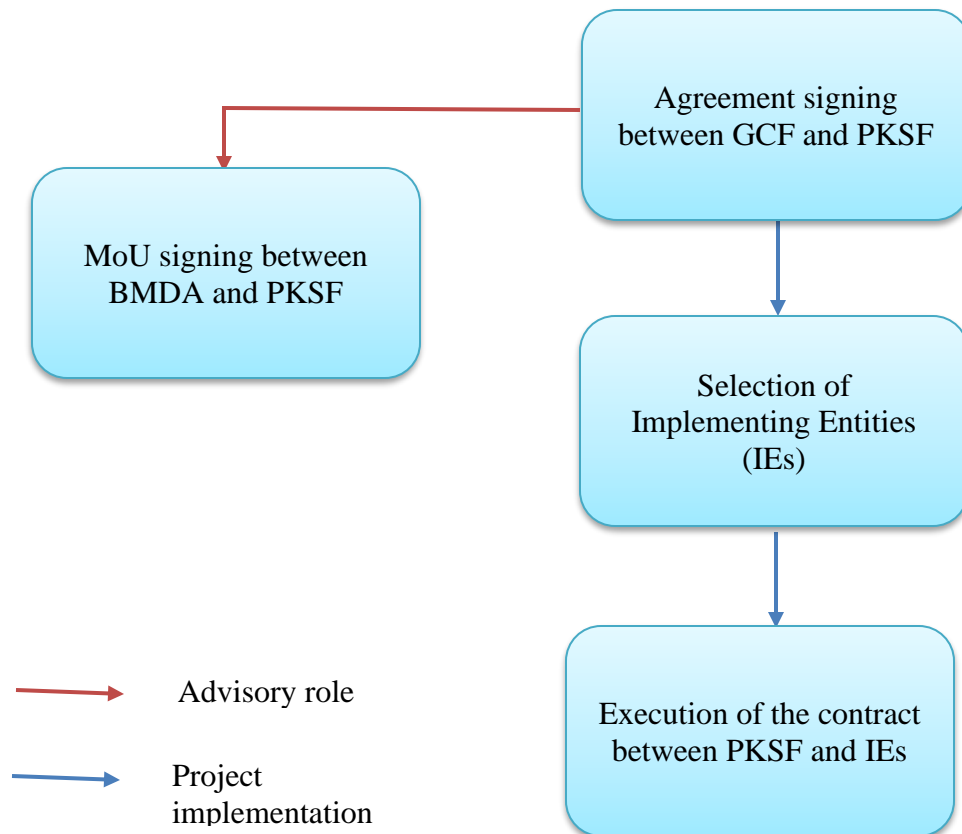 Agreement signing
between GCF and PKSF
MoU signing between
BMDA and PKSF
Selection of
Implementing Entities
(IEs)
Execution of the contract
between PKSF and IEs
Advisory role
Project
implementation